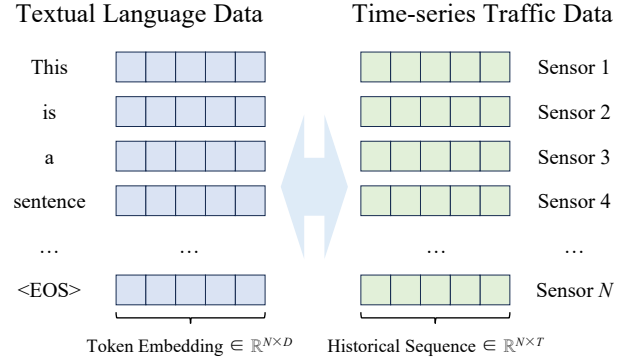 Textual Language Data Time-series Traffic Data
This Sensor 1
is Sensor 2
a Sensor 3
sentence Sensor 4
... ... ... ...
<EOS> Sensor N
Token Embedding ∈ ℝ^{N×D} Historical Sequence ∈ ℝ^{N×T}